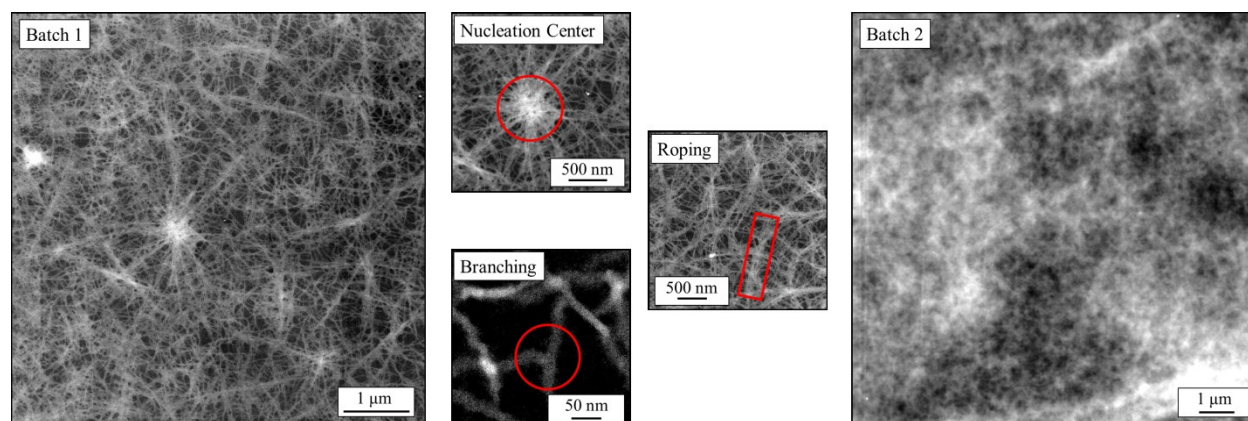 Batch 1
1 μm
Nucleation Center
500 nm
Branching
50 nm
Roping
500 nm
Batch 2
1 μm